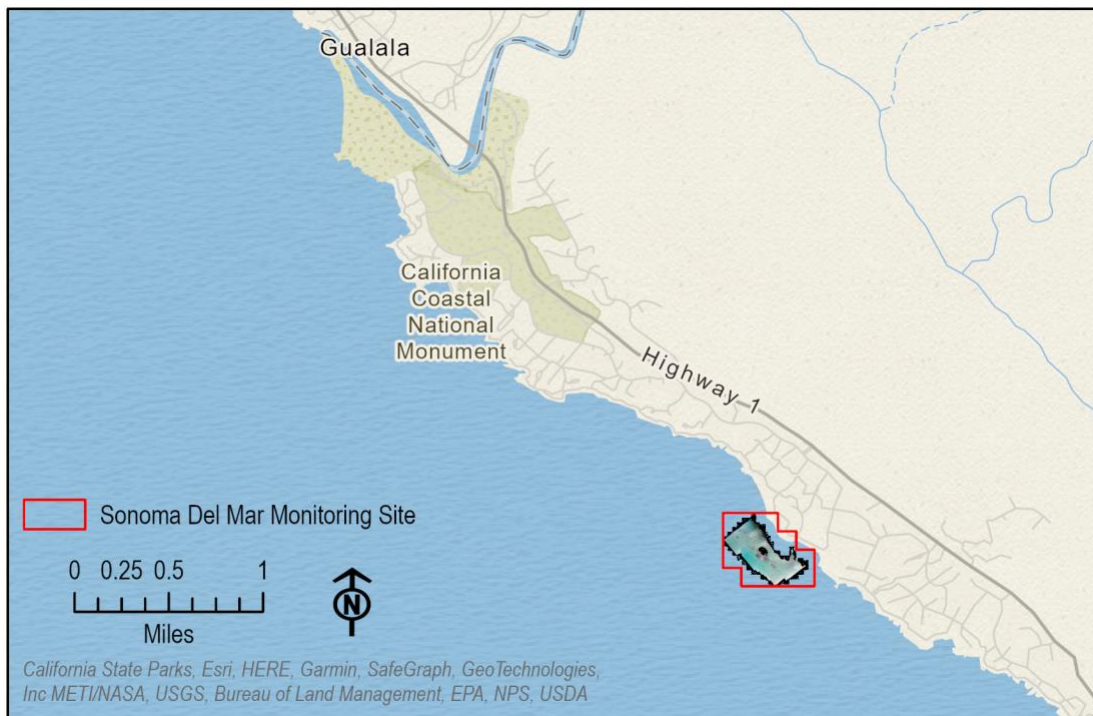 Gualala
California
Coastal
National
Monument
Highway 1
Sonoma Del Mar Monitoring Site
0 0.25 0.5 1
Miles
N
California State Parks, Esri, HERE, Garmin, SafeGraph, GeoTechnologies,
Inc METI/NASA, USGS, Bureau of Land Management, EPA, NPS, USDA